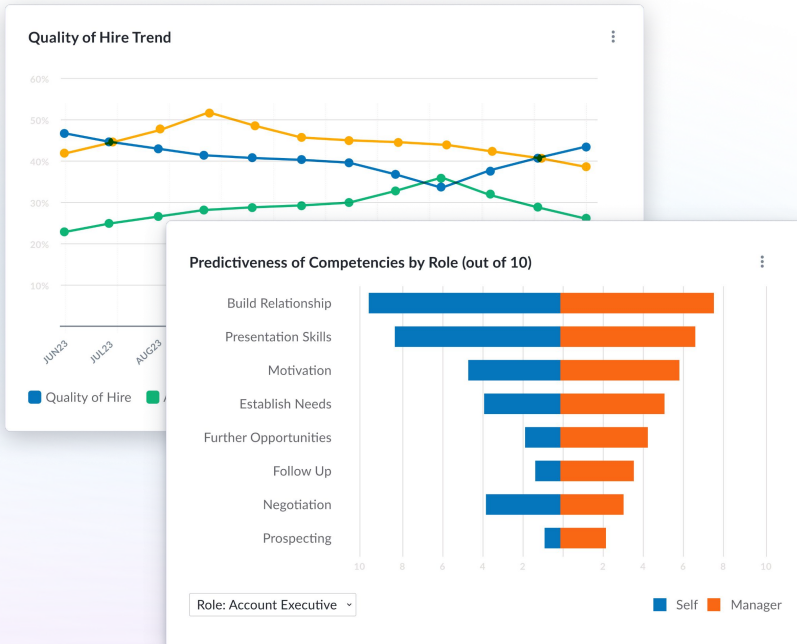 Quality of Hire Trend
60%
50%
40%
30%
20%
10%
JUN23
JUL23
AUG23
Quality of Hire
Predictiveness of Competencies by Role (out of 10)
Build Relationship
Presentation Skills
Motivation
Establish Needs
Further Opportunities
Follow Up
Negotiation
Prospecting
10 8 6 4 2 2 4 6 8 10
Role: Account Executive
Self Manager